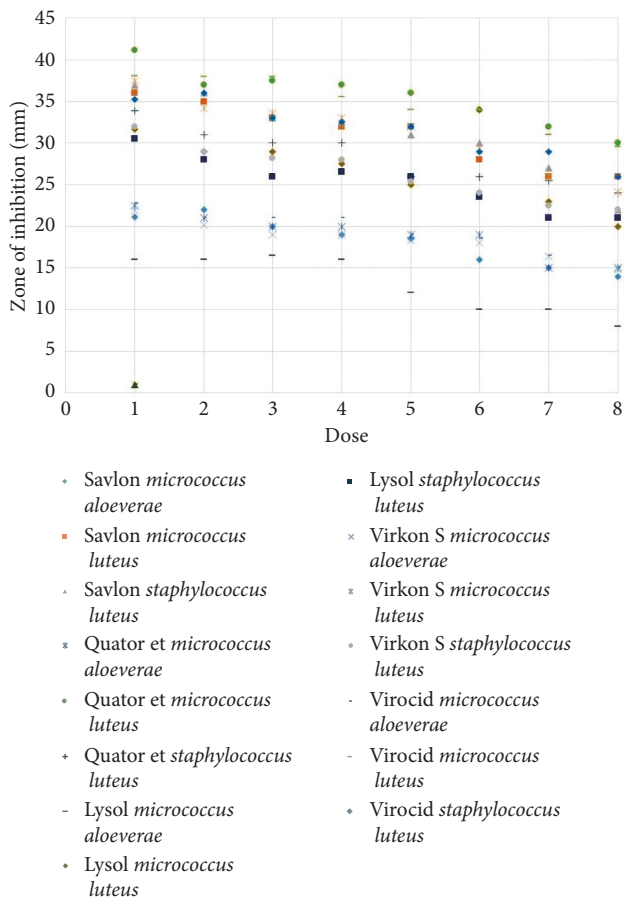 45
40
35
30
25
20
15
10
5
0
Zone of inhibition (mm)
0 1 2 3 4 5 6 7 8
Dose
Savlon micrococcus
aloeverae
Savlon micrococcus
luteus
Savlon staphylococcus
luteus
Quator et micrococcus
aloeverae
Quator et micrococcus
luteus
Quator et staphylococcus
luteus
Lysol micrococcus
aloeverae
Lysol micrococcus
luteus
Lysol staphylococcus
luteus
Virkon S micrococcus
aloeverae
Virkon S micrococcus
luteus
Virkon S staphylococcus
luteus
Virocid micrococcus
aloeverae
Virocid micrococcus
luteus
Virocid staphylococcus
luteus